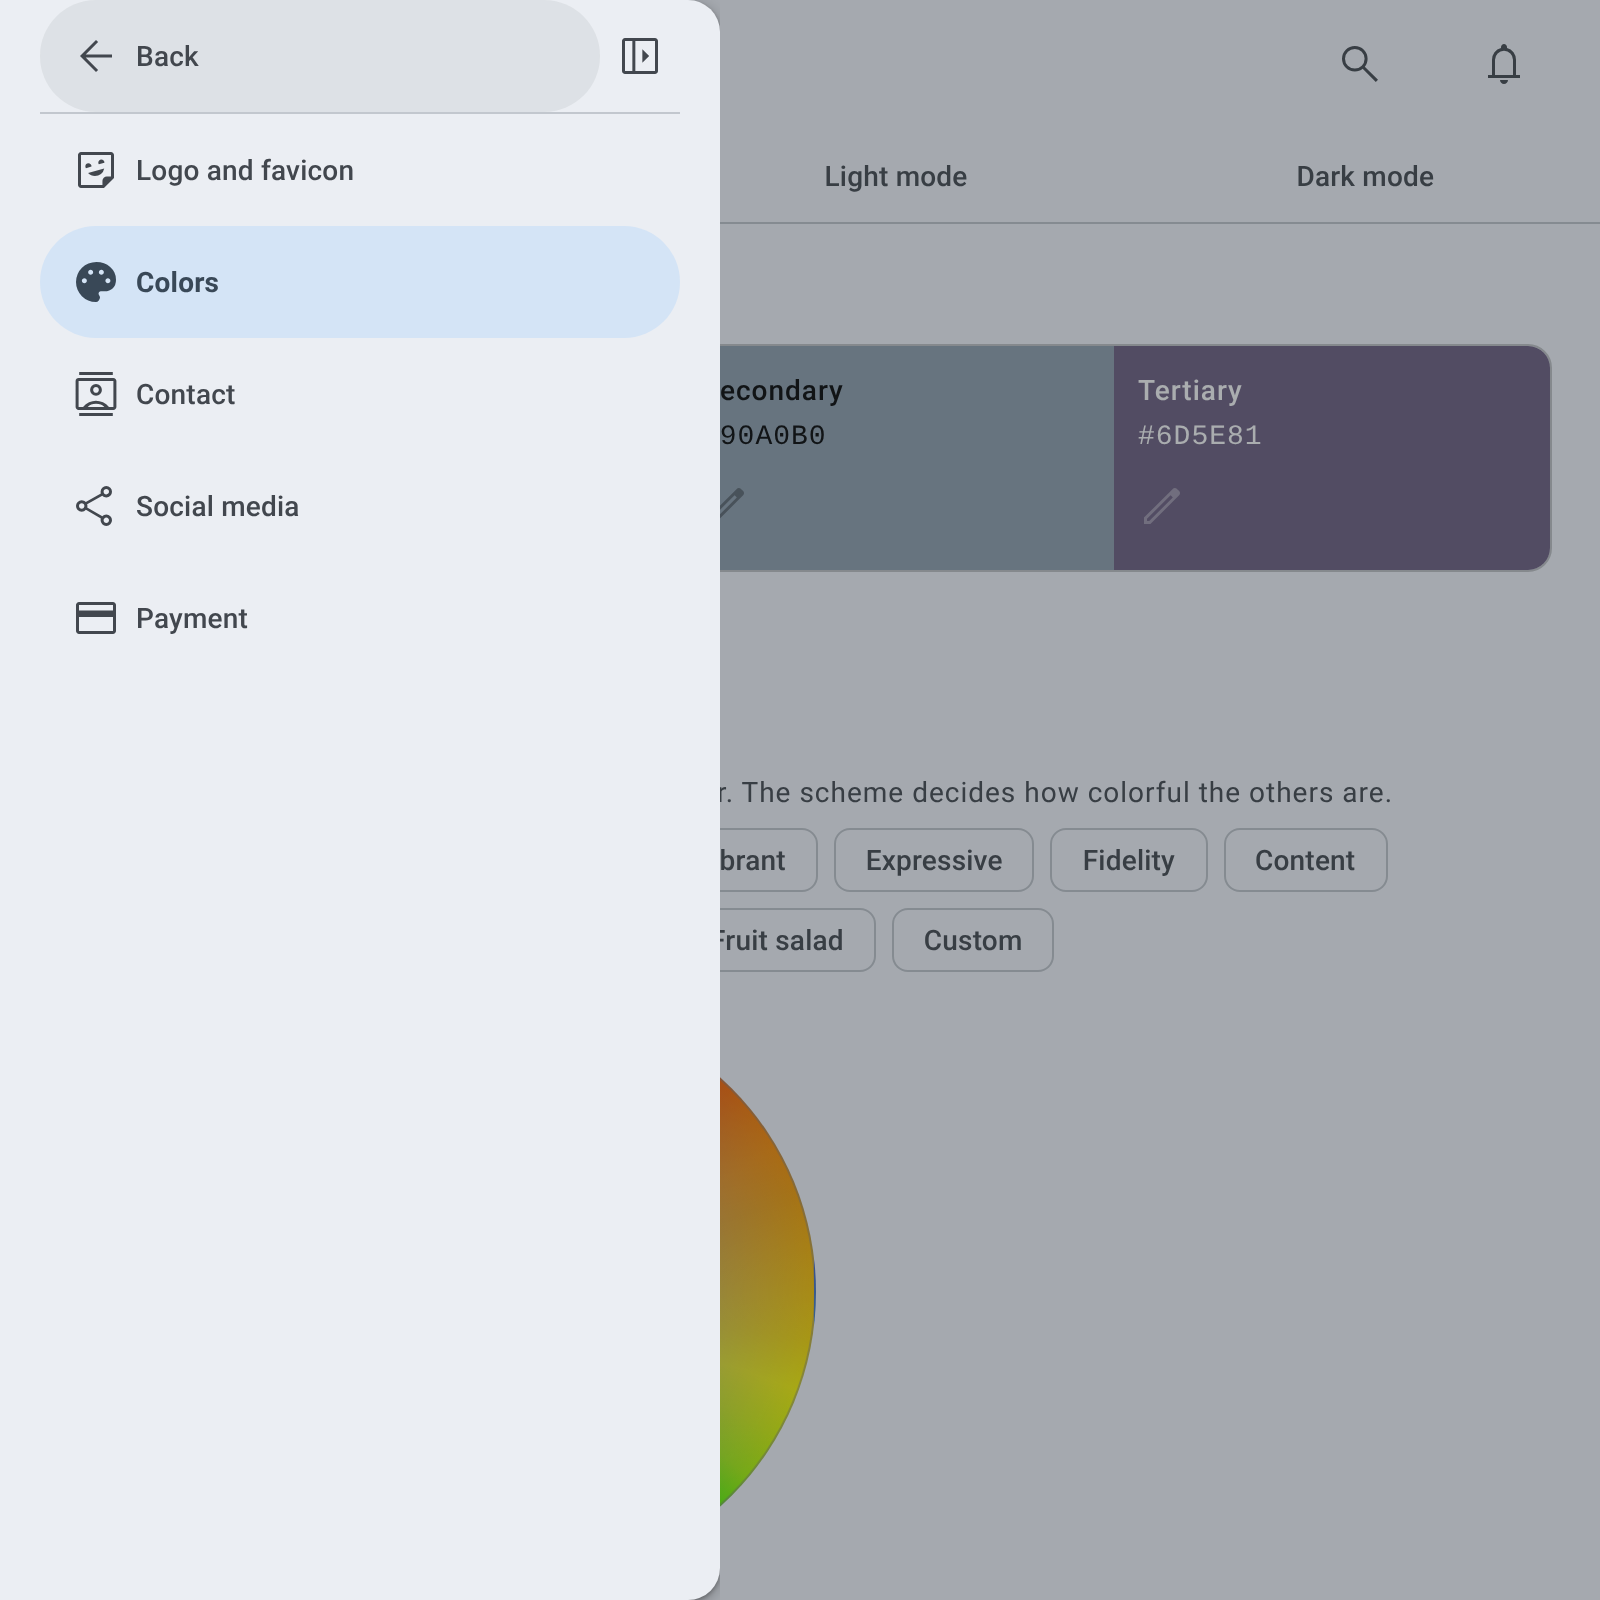 Back
Logo and favicon
Colors
Contact
Social media
Payment
Light mode
Dark mode
econdary
90A0B0
Tertiary
#6D5E81
r. The scheme decides how colorful the others are.
brant
Expressive
Fidelity
Content
Fruit salad
Custom